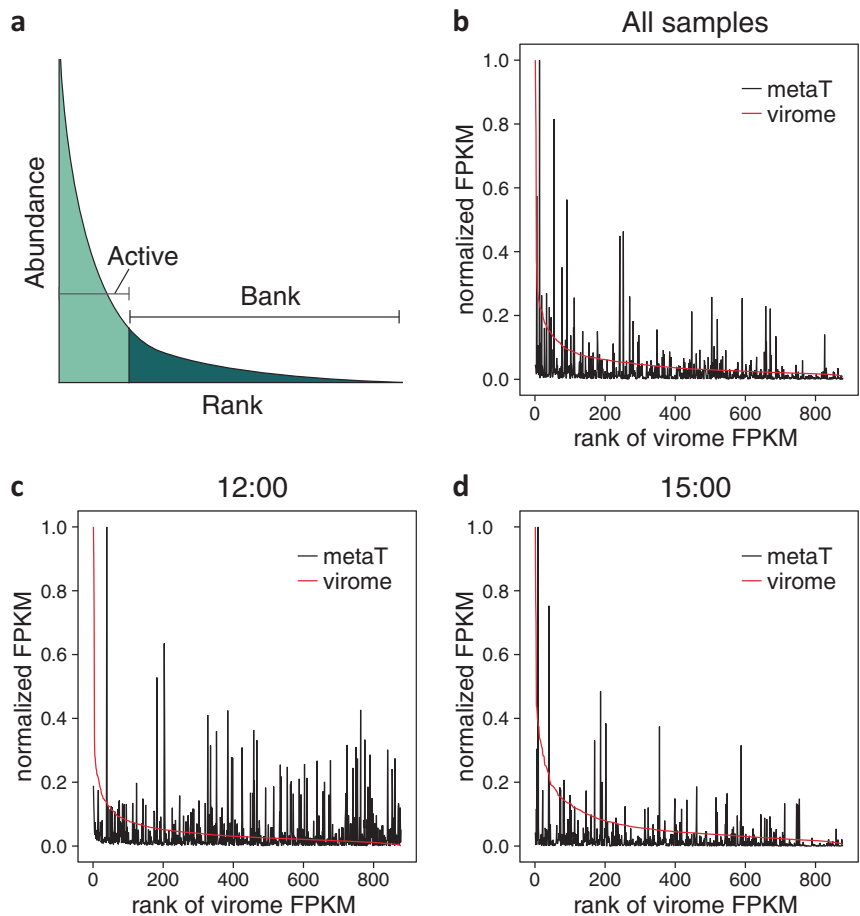 a
Abundance
Active
Bank
Rank
b
All samples
normalized FPKM
1.0
0.8
0.6
0.4
0.2
0.0
metaT
virome
0 200 400 600 800
rank of virome FPKM
c
12:00
normalized FPKM
1.0
0.8
0.6
0.4
0.2
0.0
metaT
virome
0 200 400 600 800
rank of virome FPKM
d
15:00
normalized FPKM
1.0
0.8
0.6
0.4
0.2
0.0
metaT
virome
0 200 400 600 800
rank of virome FPKM